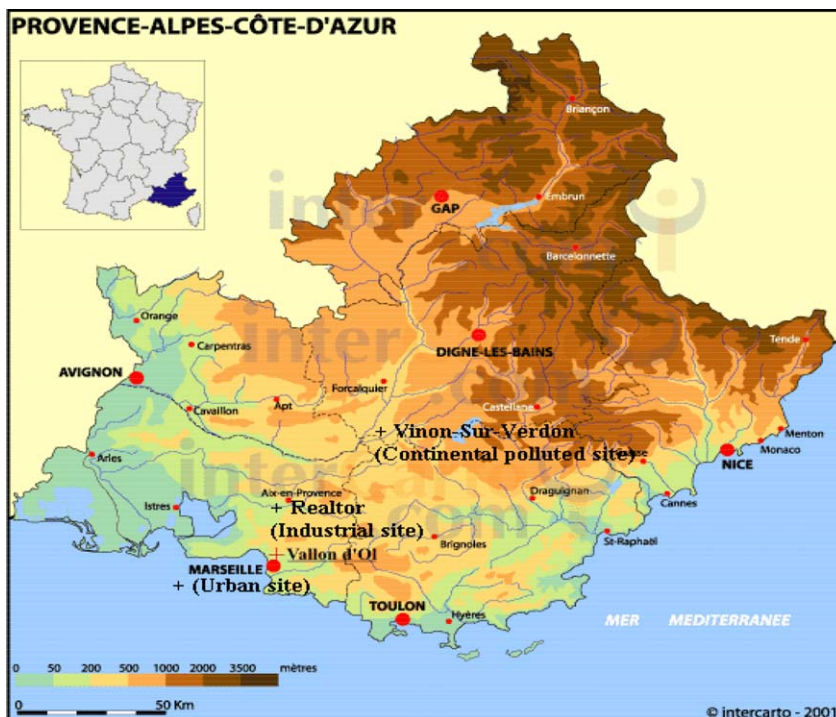 PROVENCE-ALPES-CÔTE-D'AZUR
Briançon
GAP
Embrun
Barcelonnette
Orange
Carpentras
DIGNE-LES-BAINS
Tende
AVIGNON
Forcalquier
Cavaillon
Apt
Castellane
+ Vinon-Sur-Verdon
(Continental polluted site)
Menton
Monaco
NICE
Arles
Aix-en-Provence
Draguignan
Cannes
Istres
+ Realtor
(Industrial site)
St-Raphaël
Brignoles
+ Vallon d'Ol
MARSEILLE
+ (Urban site)
TOULON
Hyères
MER MEDITERRANEE
0 50 200 500 1000 2000 3500 mètres
0 50 Km
© intercarto - 2001